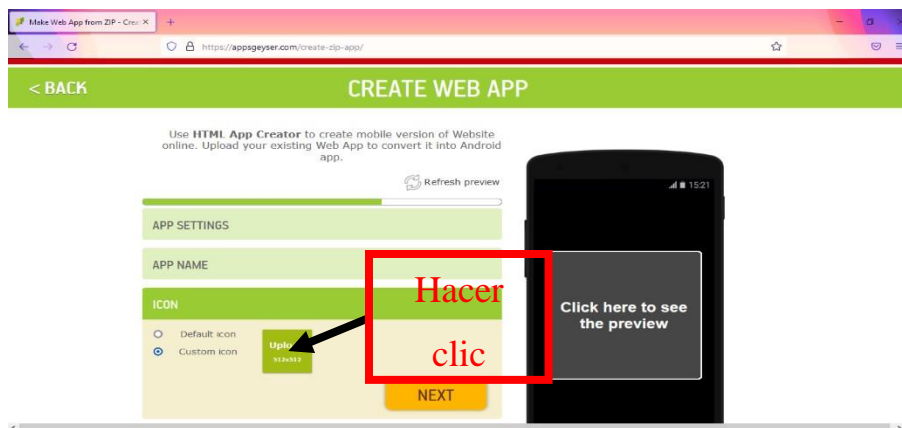 Make Web App from ZIP - Crea
https://appsgeyser.com/create-zip-app/
< BACK
CREATE WEB APP
Use HTML App Creator to create mobile version of Website
online. Upload your existing Web App to convert it into Android
app.
Refresh preview
15:21
APP SETTINGS
APP NAME
ICON
Default icon
Custom icon
512x512
Hacer
clic
Click here to see
the preview
NEXT